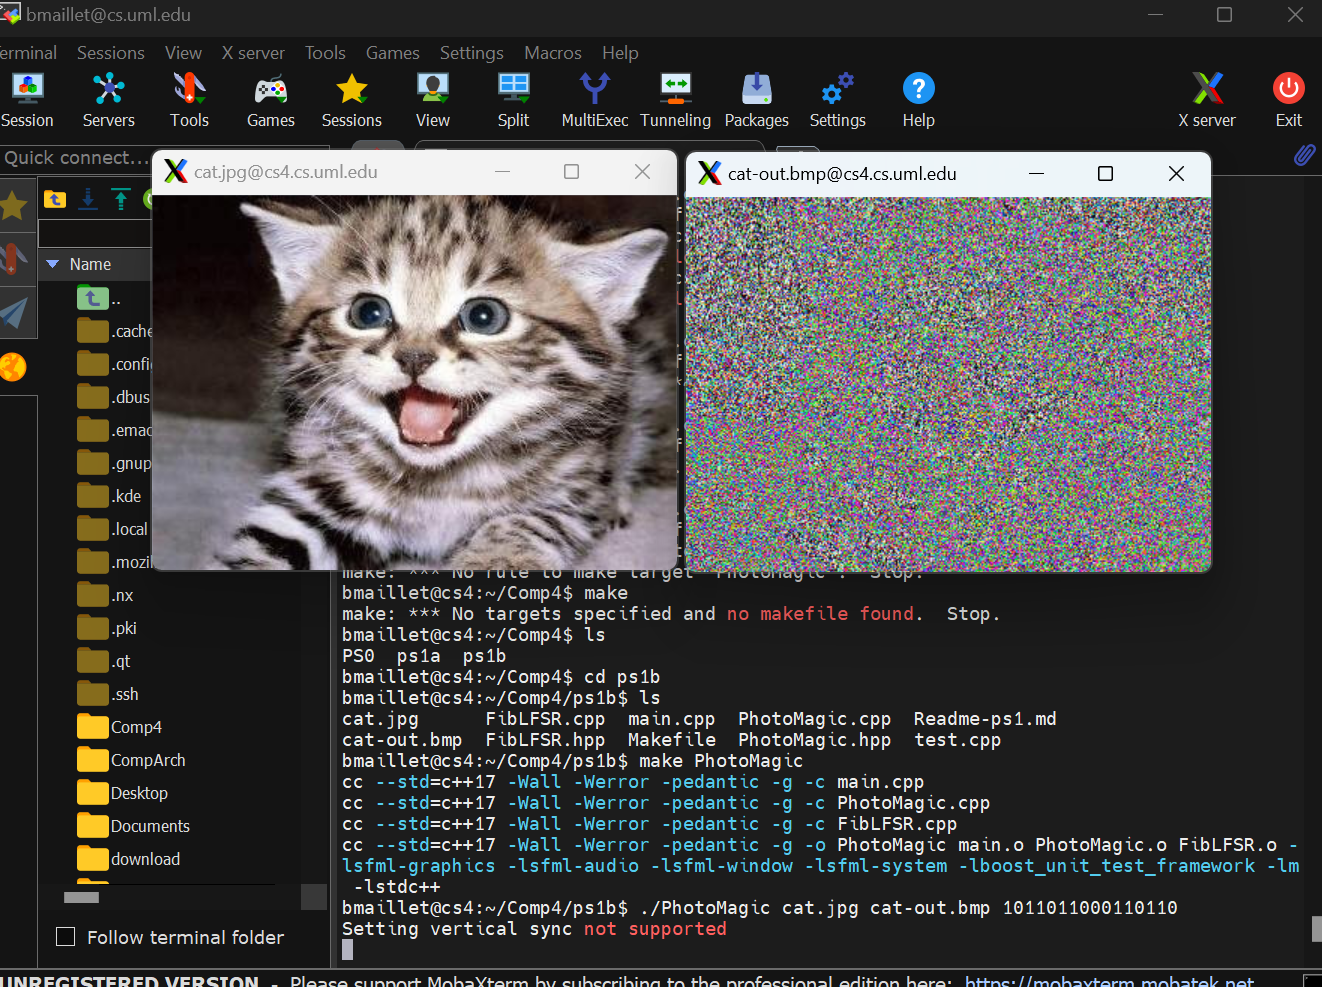 bmaillet@cs.uml.edu
Sessions View X server Tools Games Settings Macros Help
Session Servers Tools Games Sessions View Split MultiExec Tunneling Packages Settings Help X server Exit
Quick connect...
cat.jpg@cs4.cs.uml.edu
cat-out.bmp@cs4.cs.uml.edu
Name
..
.cache
.dbus
.gnup
.kde
.local
.nx
.pki
.qt
.ssh
Comp4
CompArch
Desktop
Documents
download
Follow terminal folder
make: *** No rule to make target 'PhotoMagic'. Stop.
bmaillet@cs4:~/Comp4$ make
make: *** No targets specified and no makefile found.  Stop.
bmaillet@cs4:~/Comp4$ ls
PS0  ps1a  ps1b
bmaillet@cs4:~/Comp4$ cd ps1b
bmaillet@cs4:~/Comp4/ps1b$ ls
cat.jpg      FibLFSR.cpp  main.cpp  PhotoMagic.cpp  Readme-ps1.md
cat-out.bmp  FibLFSR.hpp  Makefile  PhotoMagic.hpp  test.cpp
bmaillet@cs4:~/Comp4/ps1b$ make PhotoMagic
cc --std=c++17 -Wall -Werror -pedantic -g -c main.cpp
cc --std=c++17 -Wall -Werror -pedantic -g -c PhotoMagic.cpp
cc --std=c++17 -Wall -Werror -pedantic -g -c FibLFSR.cpp
cc --std=c++17 -Wall -Werror -pedantic -g -o PhotoMagic main.o PhotoMagic.o FibLFSR.o -
lsfml-graphics -lsfml-audio -lsfml-window -lsfml-system -lboost_unit_test_framework -lm
-lstdc++
bmaillet@cs4:~/Comp4/ps1b$ ./PhotoMagic cat.jpg cat-out.bmp 1011011000110110
Setting vertical sync not supported
UNREGISTERED VERSION - Please support MobaXterm by subscribing to the professional edition here: https://mobaxterm.mobatek.net